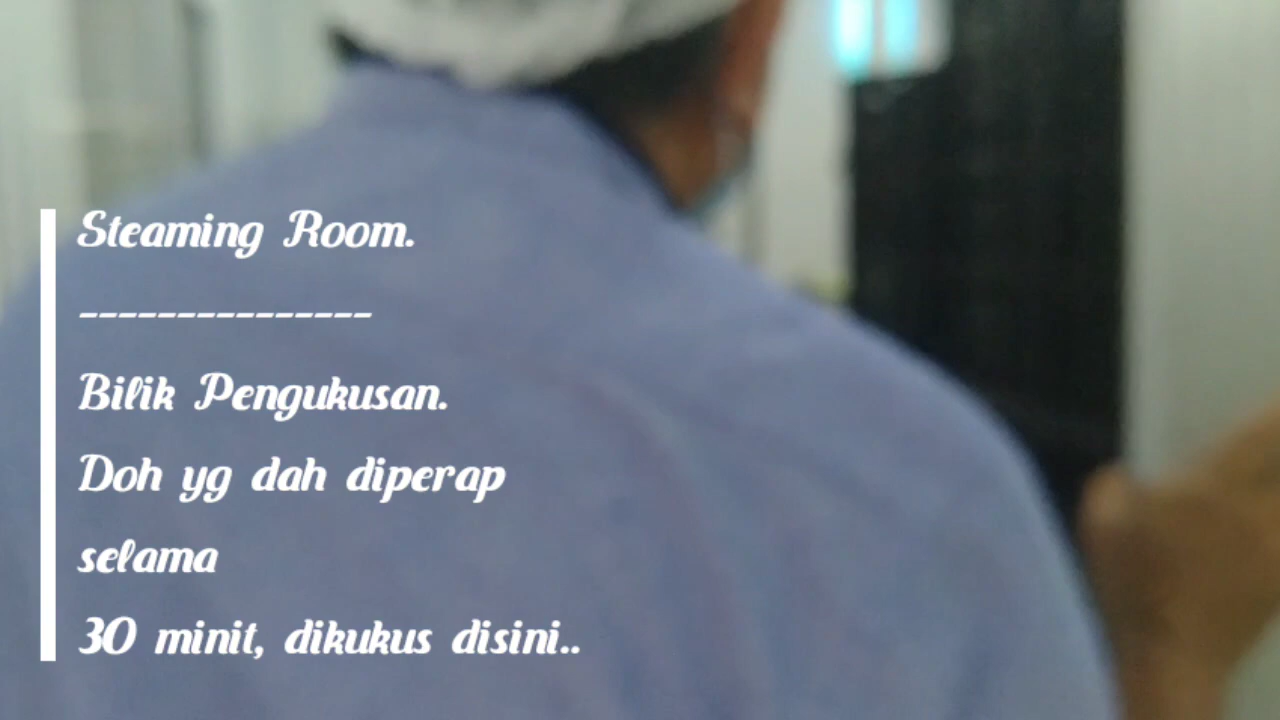 Steaming Room.
---------------
Bilik Pengukusan.
Doh yg dah diperap
selama
30 minit, dikukus disini..